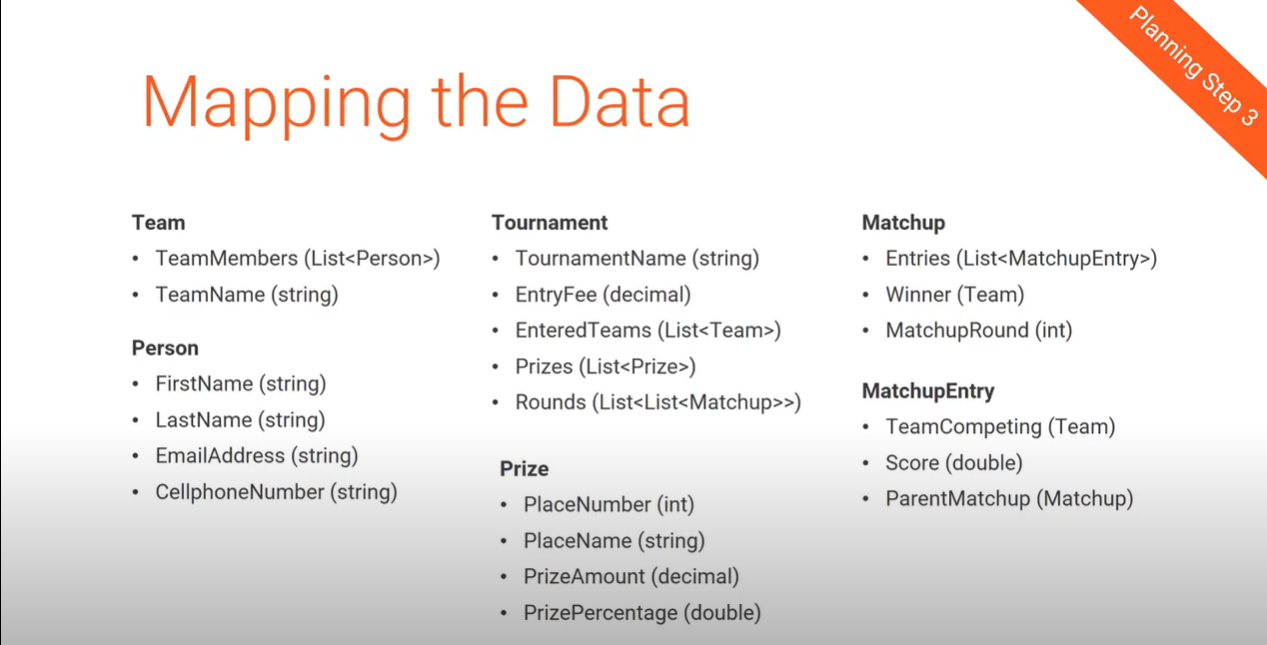 Planning Step 3
Mapping the Data
Team
• TeamMembers (List<Person>)
• TeamName (string)
Person
• FirstName (string)
• LastName (string)
• EmailAddress (string)
• CellphoneNumber (string)
Tournament
• TournamentName (string)
• EntryFee (decimal)
• EnteredTeams (List<Team>)
• Prizes (List<Prize>)
• Rounds (List<List<Matchup>>)
Prize
• PlaceNumber (int)
• PlaceName (string)
• PrizeAmount (decimal)
• PrizePercentage (double)
Matchup
• Entries (List<MatchupEntry>)
• Winner (Team)
• MatchupRound (int)
MatchupEntry
• TeamCompeting (Team)
• Score (double)
• ParentMatchup (Matchup)